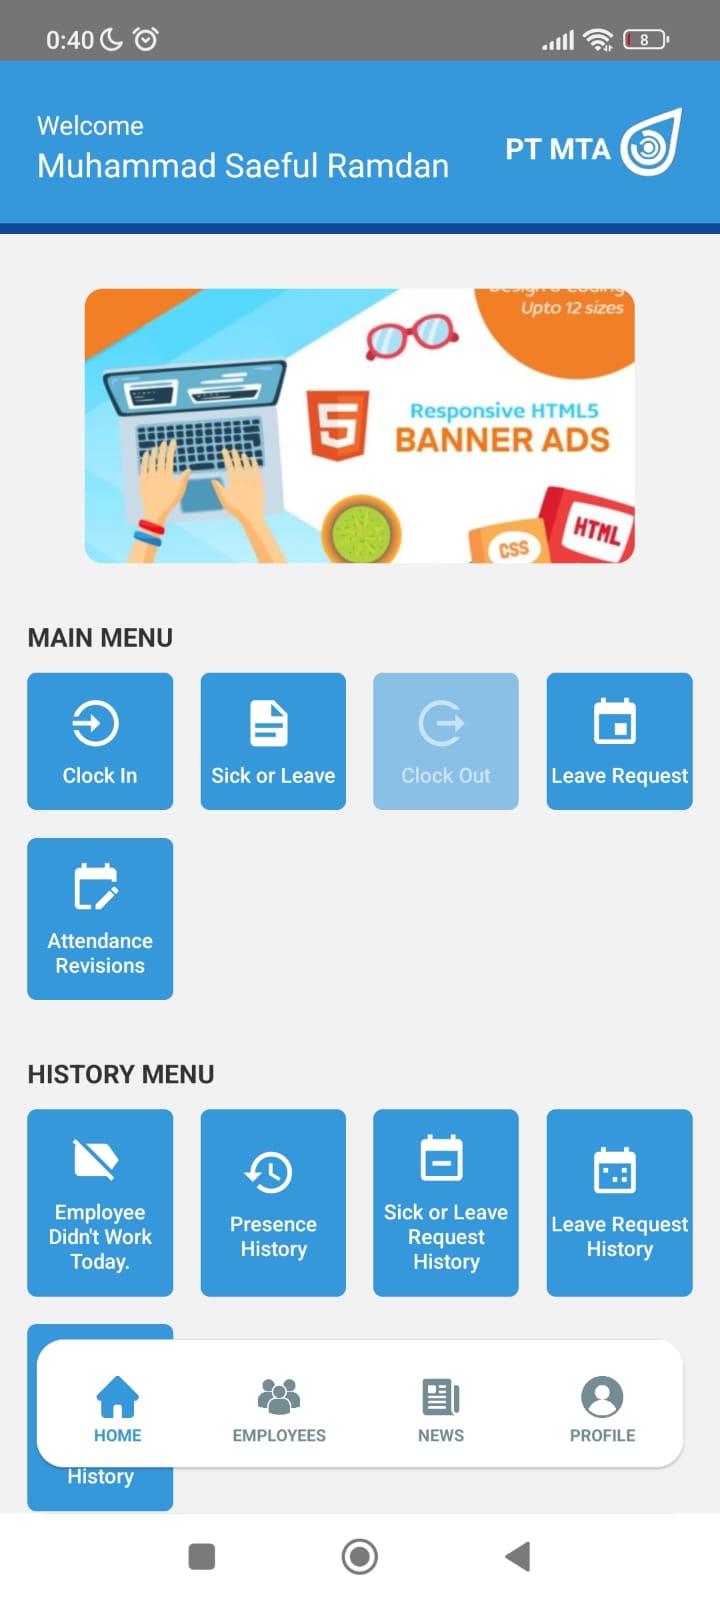 0:40
8
Welcome
Muhammad Saeful Ramdan
PT MTA
Design & Coding
Upto 12 sizes
5
Responsive HTML5
BANNER ADS
HTML
CSS
MAIN MENU
Clock In
Sick or Leave
Clock Out
Leave Request
Attendance
Revisions
HISTORY MENU
Employee
Didn't Work
Today.
Presence
History
Sick or Leave
Request
History
Leave Request
History
HOME
EMPLOYEES
NEWS
PROFILE
History